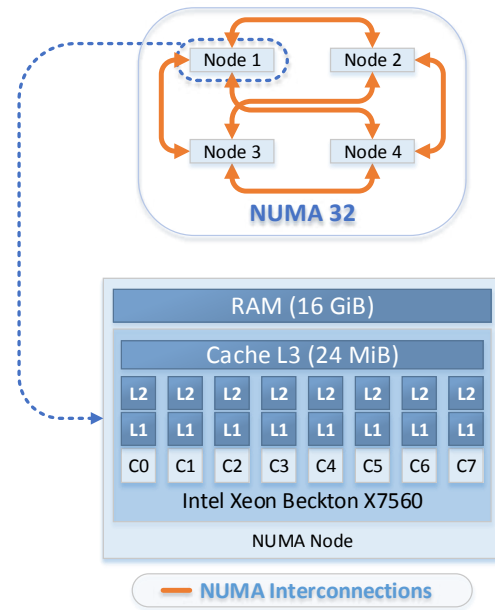 Node 1 Node 2
Node 3 Node 4
NUMA 32
RAM (16 GiB)
Cache L3 (24 MiB)
L2 L2 L2 L2 L2 L2 L2 L2
L1 L1 L1 L1 L1 L1 L1 L1
C0 C1 C2 C3 C4 C5 C6 C7
Intel Xeon Beckton X7560
NUMA Node
NUMA Interconnections